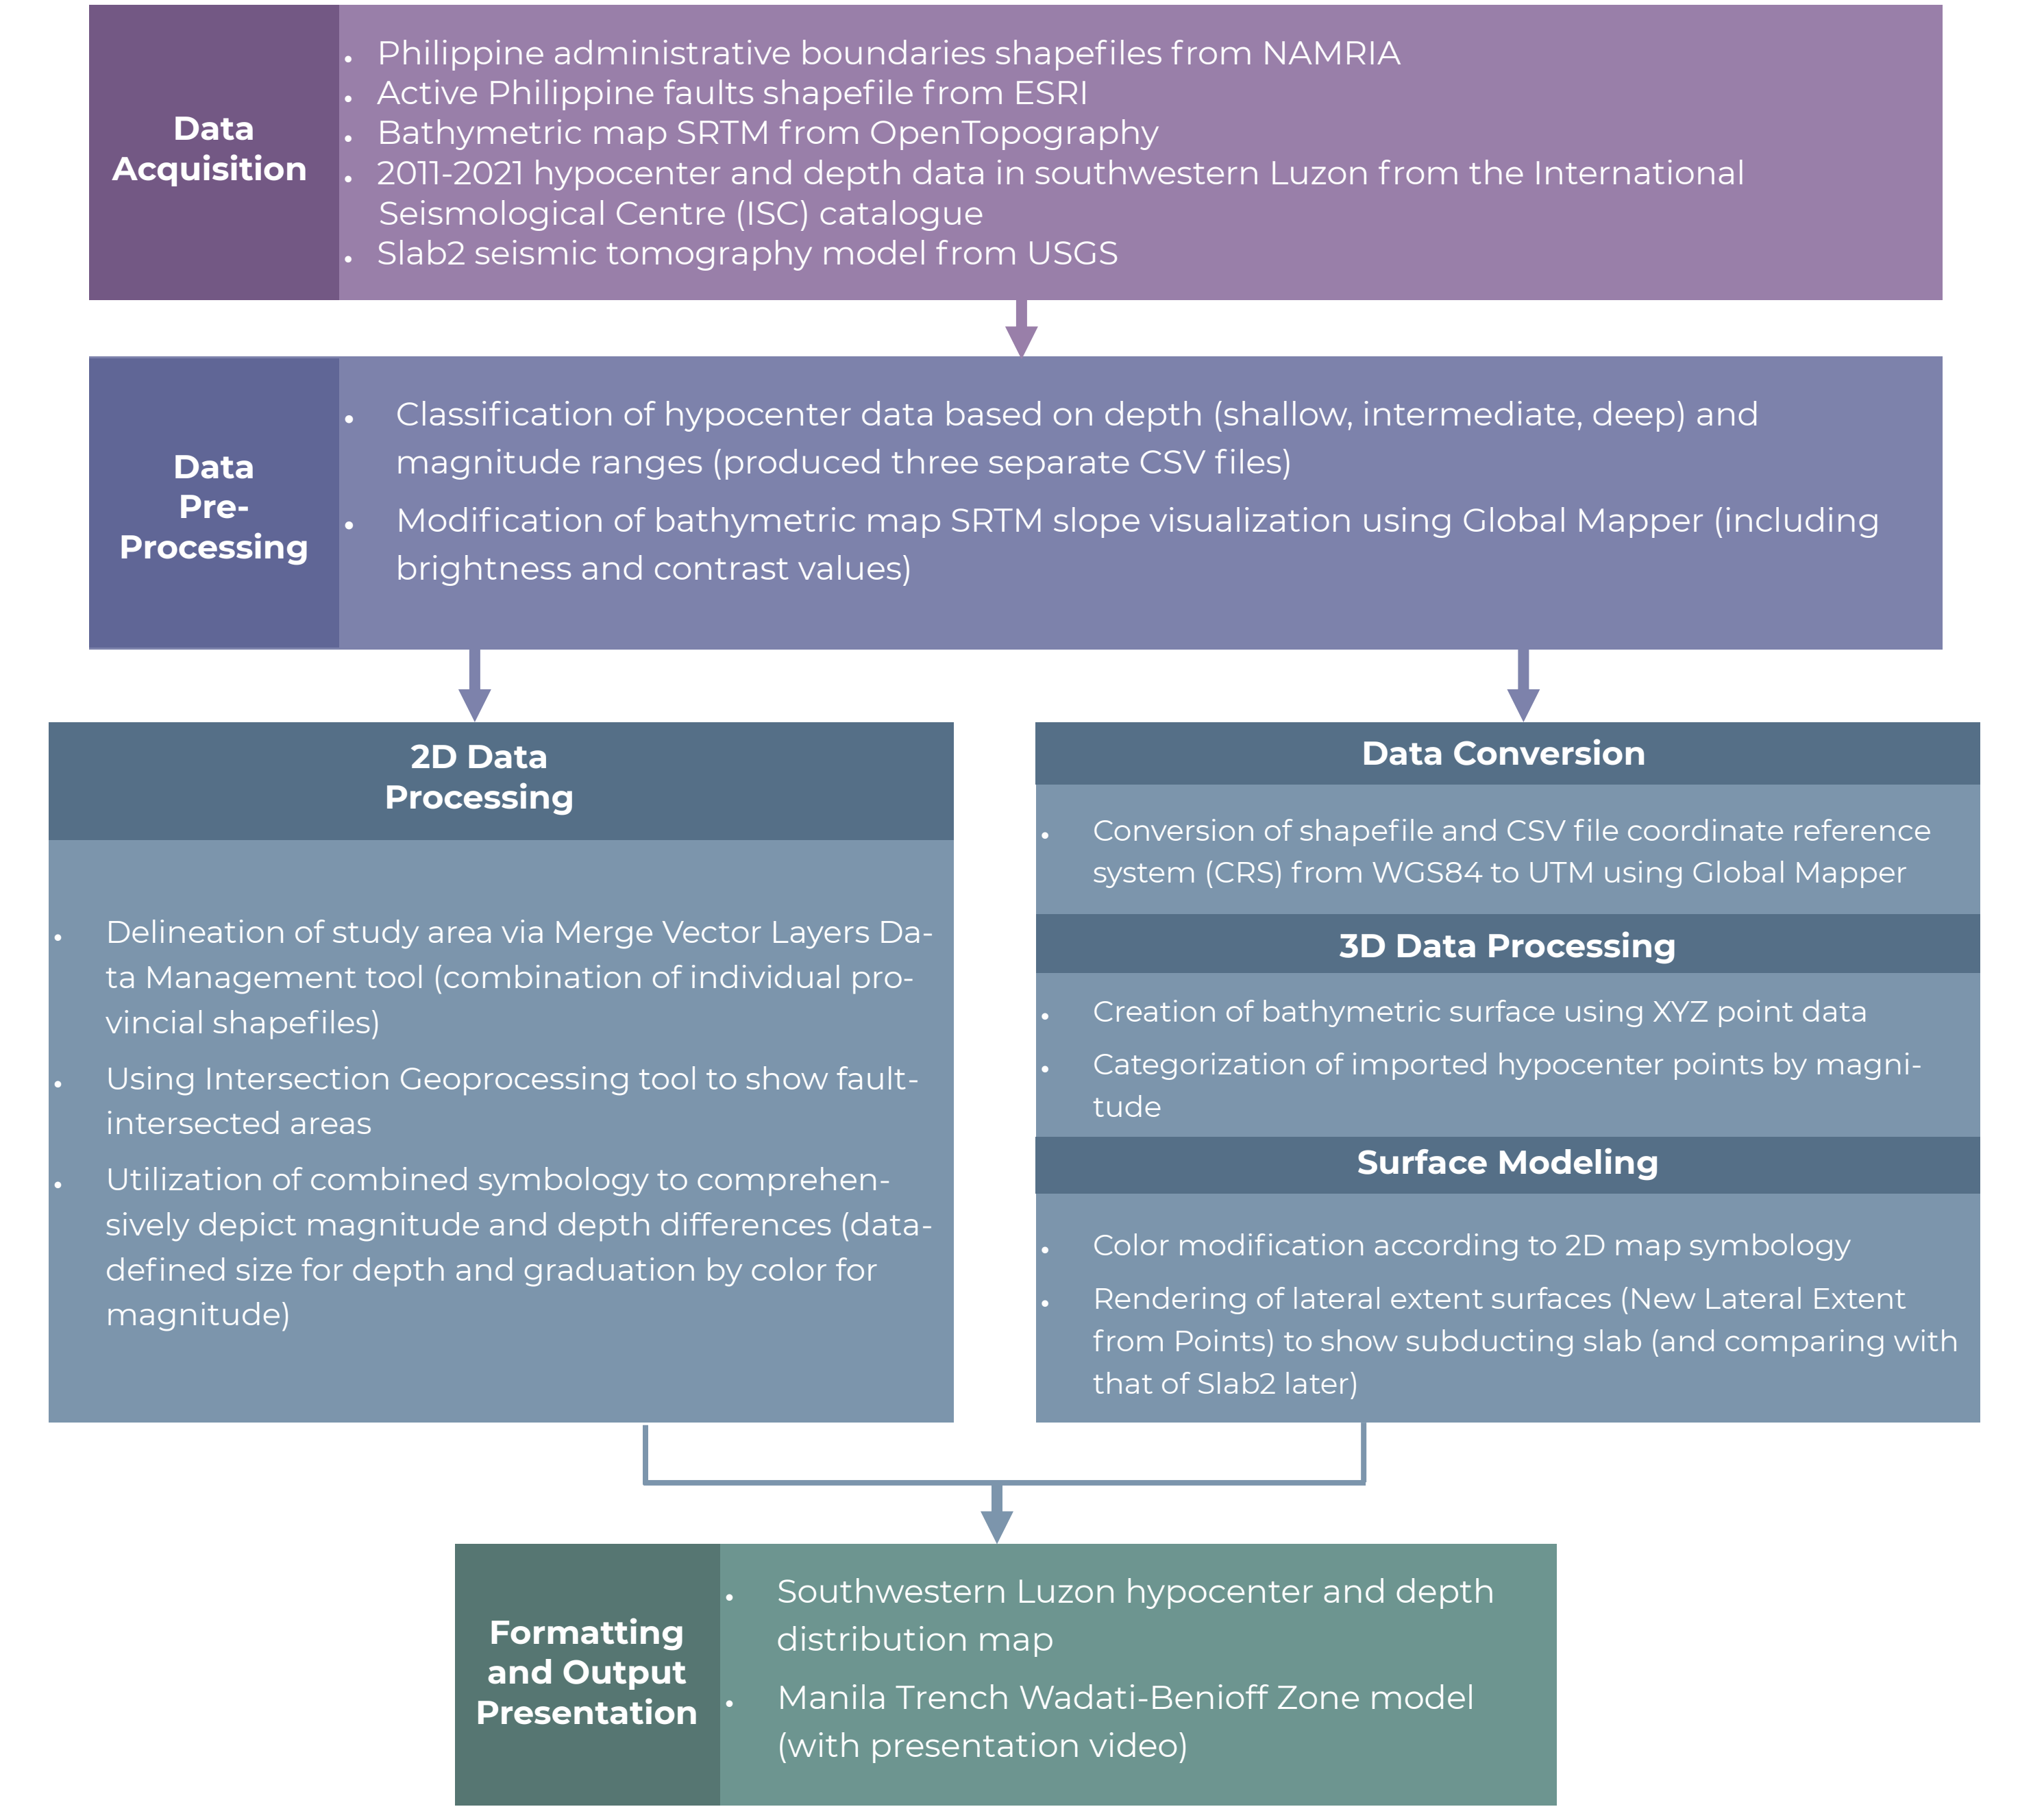 Data
Acquisition
• Philippine administrative boundaries shapefiles from NAMRIA
• Active Philippine faults shapefile from ESRI
• Bathymetric map SRTM from OpenTopography
• 2011-2021 hypocenter and depth data in southwestern Luzon from the International
Seismological Centre (ISC) catalogue
• Slab2 seismic tomography model from USGS
Data
Pre-
Processing
• Classification of hypocenter data based on depth (shallow, intermediate, deep) and
magnitude ranges (produced three separate CSV files)
• Modification of bathymetric map SRTM slope visualization using Global Mapper (including
brightness and contrast values)
2D Data
Processing
• Delineation of study area via Merge Vector Layers Da-
ta Management tool (combination of individual pro-
vincial shapefiles)
• Using Intersection Geoprocessing tool to show fault-
intersected areas
• Utilization of combined symbology to comprehen-
sively depict magnitude and depth differences (data-
defined size for depth and graduation by color for
magnitude)
Data Conversion
• Conversion of shapefile and CSV file coordinate reference
system (CRS) from WGS84 to UTM using Global Mapper
3D Data Processing
• Creation of bathymetric surface using XYZ point data
• Categorization of imported hypocenter points by magni-
tude
Surface Modeling
• Color modification according to 2D map symbology
• Rendering of lateral extent surfaces (New Lateral Extent
from Points) to show subducting slab (and comparing with
that of Slab2 later)
Formatting
and Output
Presentation
• Southwestern Luzon hypocenter and depth
distribution map
• Manila Trench Wadati-Benioff Zone model
(with presentation video)